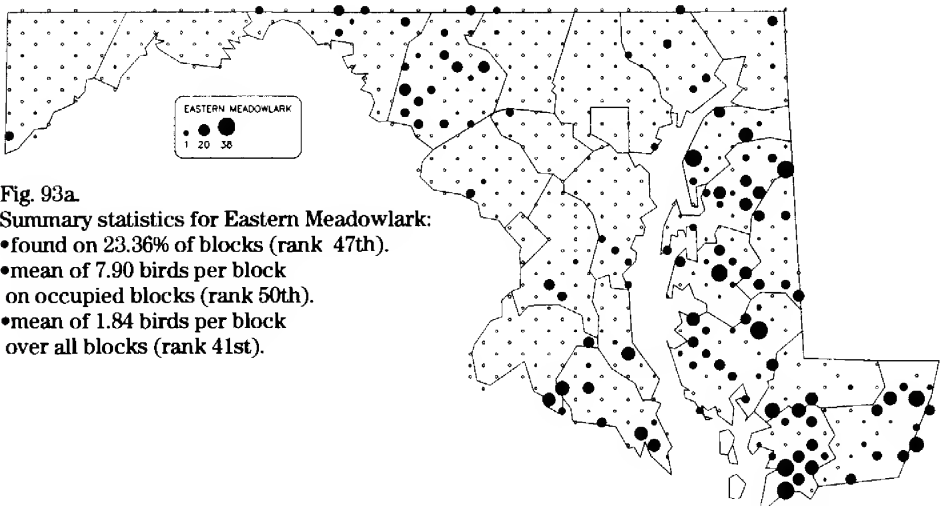 EASTERN MEADOWLARK
1 20 38
Fig. 93a.
Summary statistics for Eastern Meadowlark:
•found on 23.36% of blocks (rank 47th).
•mean of 7.90 birds per block
on occupied blocks (rank 50th).
•mean of 1.84 birds per block
over all blocks (rank 41st).